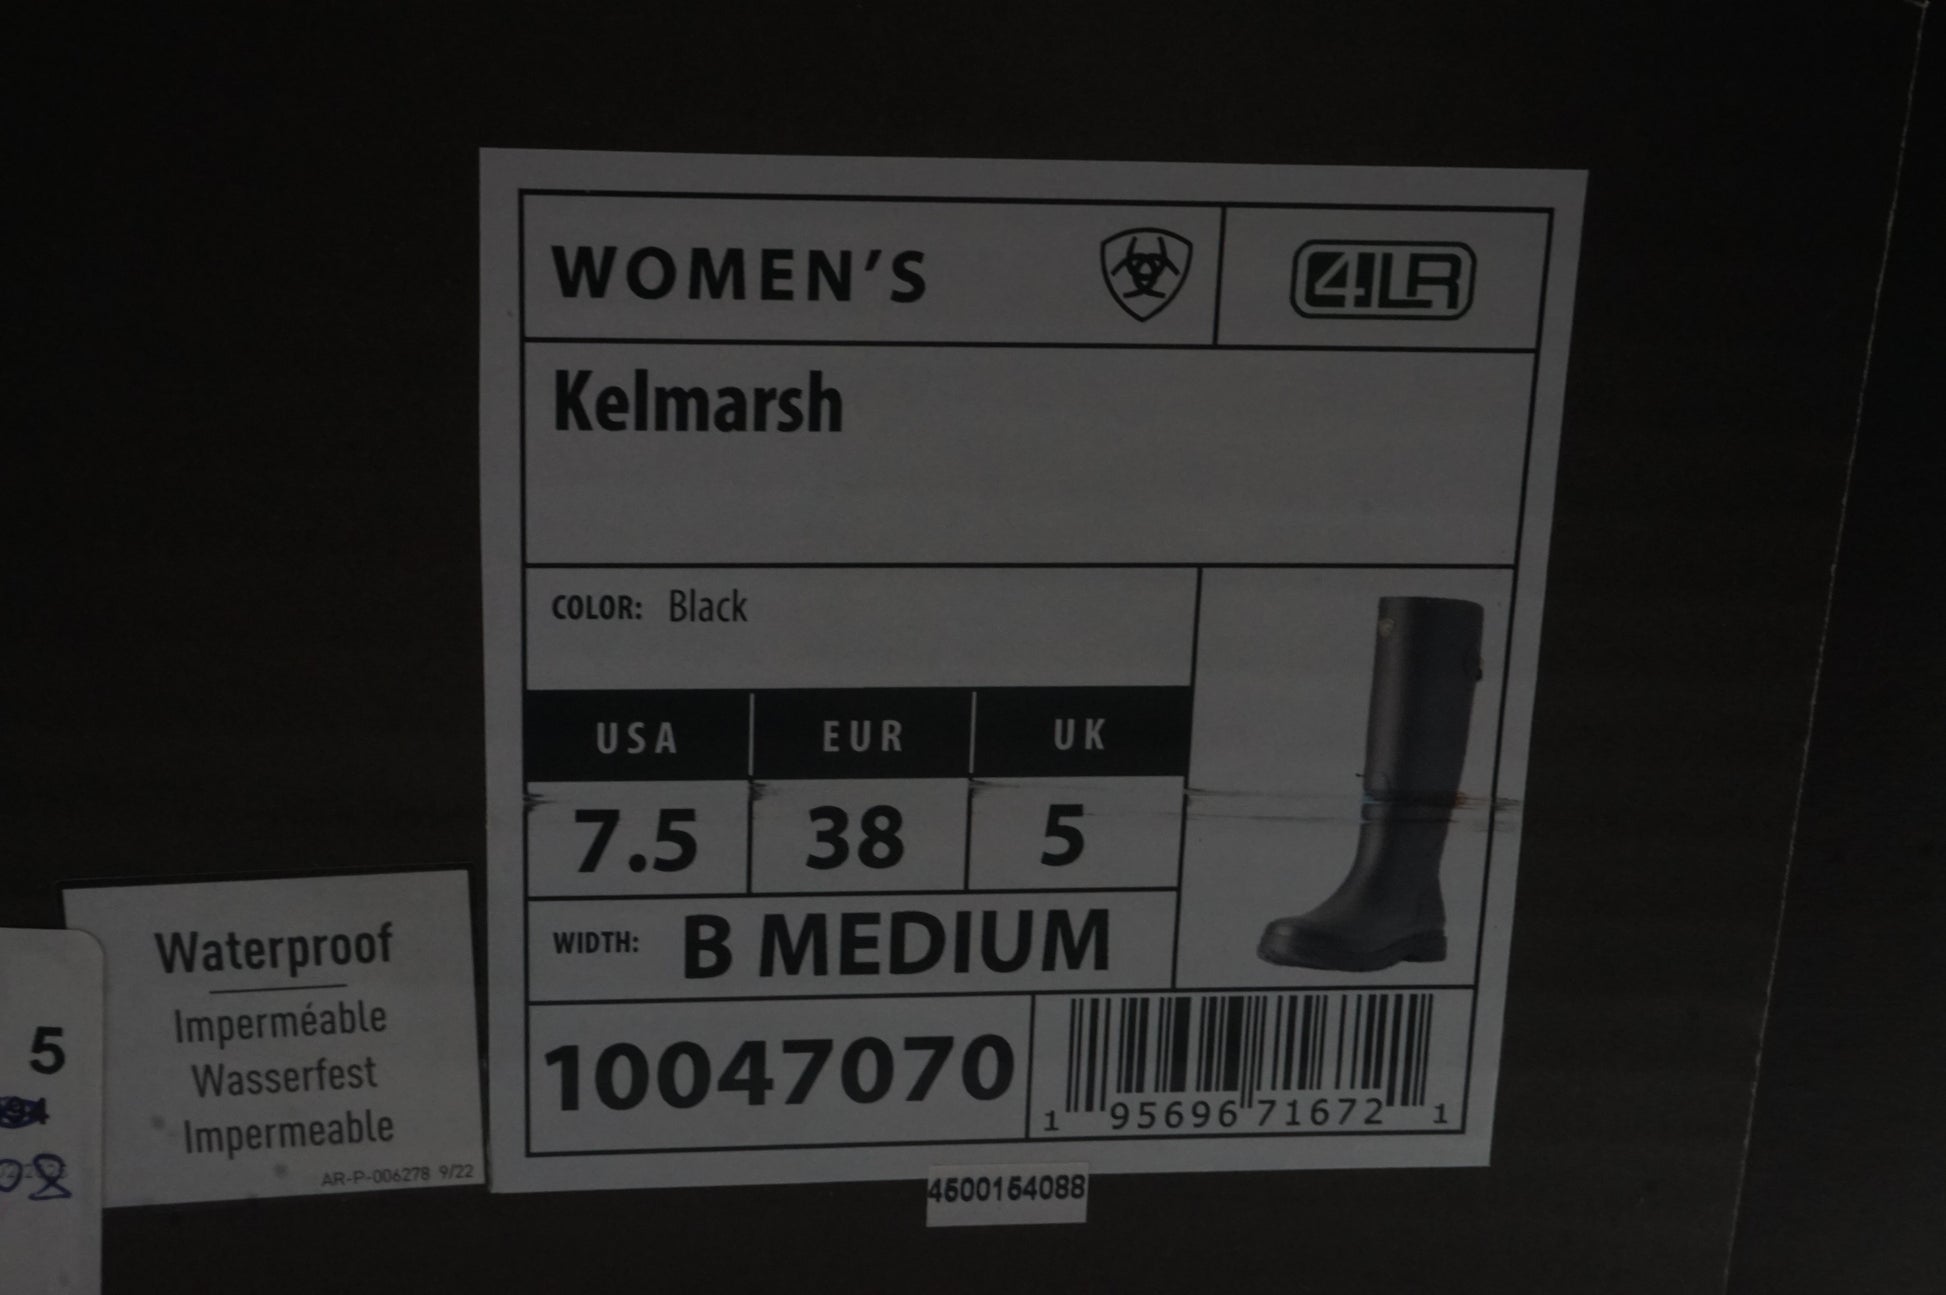 WOMEN'S
4LR
Kelmarsh
COLOR: Black
USA EUR UK
7.5 38 5
WIDTH: B MEDIUM
10047070
1 95696 71672 1
Waterproof
Imperméable
Wasserfest
Impermeable
AR-P-006278 9/22
5
4500154088